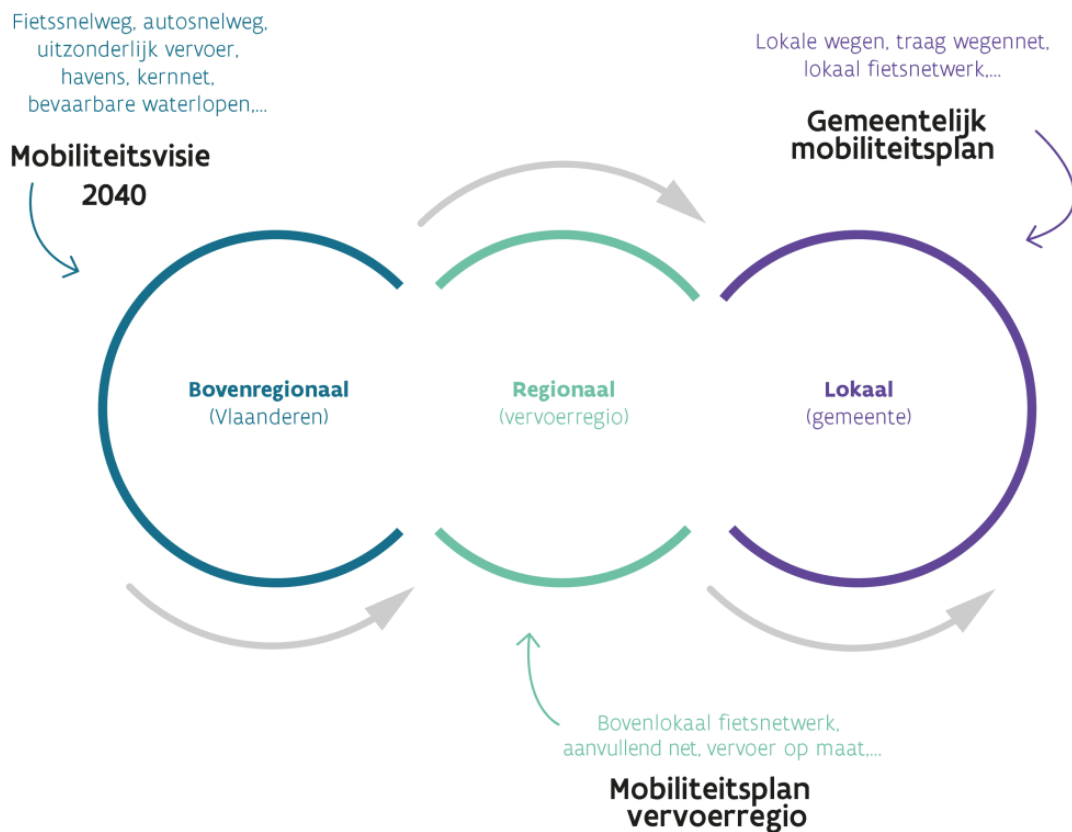 Fietssnelweg, autosnelweg,
uitzonderlijk vervoer,
havens, kernnet,
bevaarbare waterlopen,...
Mobiliteitsvisie
2040
Lokale wegen, traag wegennet,
lokaal fietsnetwerk,...
Gemeentelijk
mobiliteitsplan
Bovenregionaal
(Vlaanderen)
Regionaal
(vervoerregio)
Lokaal
(gemeente)
Bovenlokaal fietsnetwerk,
aanvullend net, vervoer op maat,...
Mobiliteitsplan
vervoerregio